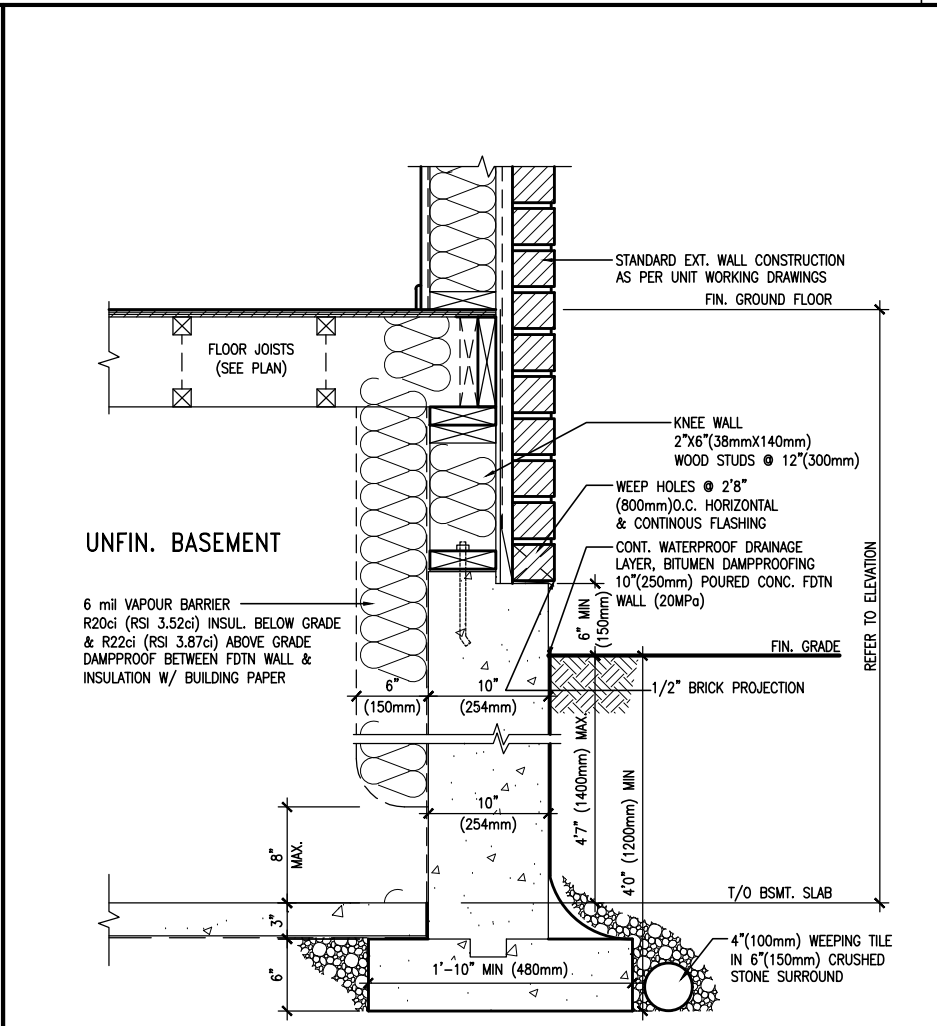 STANDARD EXT. WALL CONSTRUCTION
AS PER UNIT WORKING DRAWINGS
FIN. GROUND FLOOR
FLOOR JOISTS
(SEE PLAN)
KNEE WALL
2"X6"(38mmX140mm)
WOOD STUDS @ 12"(300mm)
WEEP HOLES @ 2'8"
(800mm)O.C. HORIZONTAL
& CONTINOUS FLASHING
UNFIN. BASEMENT
CONT. WATERPROOF DRAINAGE
LAYER, BITUMEN DAMPPROOFING
10"(250mm) POURED CONC. FDTN
WALL (20MPa)
6 mil VAPOUR BARRIER
R20ci (RSI 3.52ci) INSUL. BELOW GRADE
& R22ci (RSI 3.87ci) ABOVE GRADE
DAMPPROOF BETWEEN FDTN WALL &
INSULATION W/ BUILDING PAPER
6" MIN
(150mm)
REFER TO ELEVATION
FIN. GRADE
6"
(150mm)
10"
(254mm)
1/2" BRICK PROJECTION
4'7" (1400mm) MAX.
4'0" (1200mm) MIN
10"
(254mm)
8"
MAX.
T/O BSMT. SLAB
3"
4"(100mm) WEEPING TILE
IN 6"(150mm) CRUSHED
STONE SURROUND
6"
1'-10" MIN (480mm)